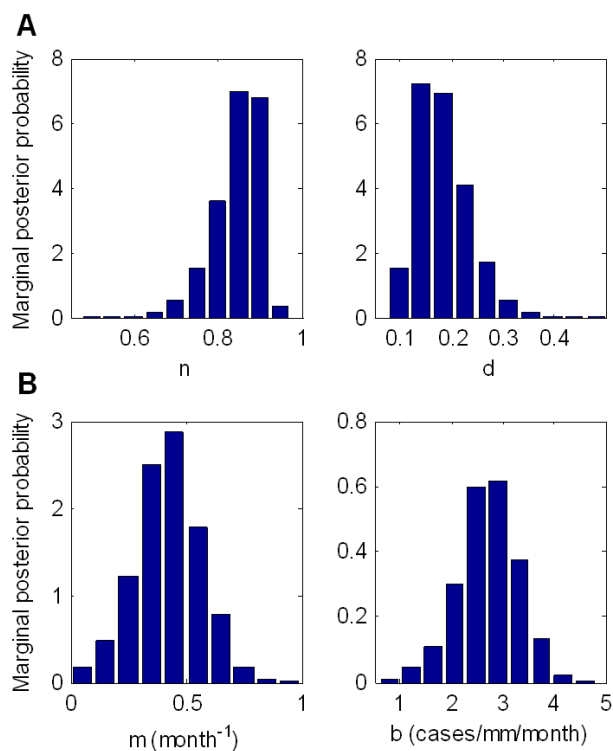 A
Marginal posterior probability
8
6
4
2
0
0.6 0.8 1
n
8
6
4
2
0
0.1 0.2 0.3 0.4
d
B
Marginal posterior probability
3
2
1
0
0 0.5 1
m (month⁻¹)
0.8
0.6
0.4
0.2
0
1 2 3 4 5
b (cases/mm/month)